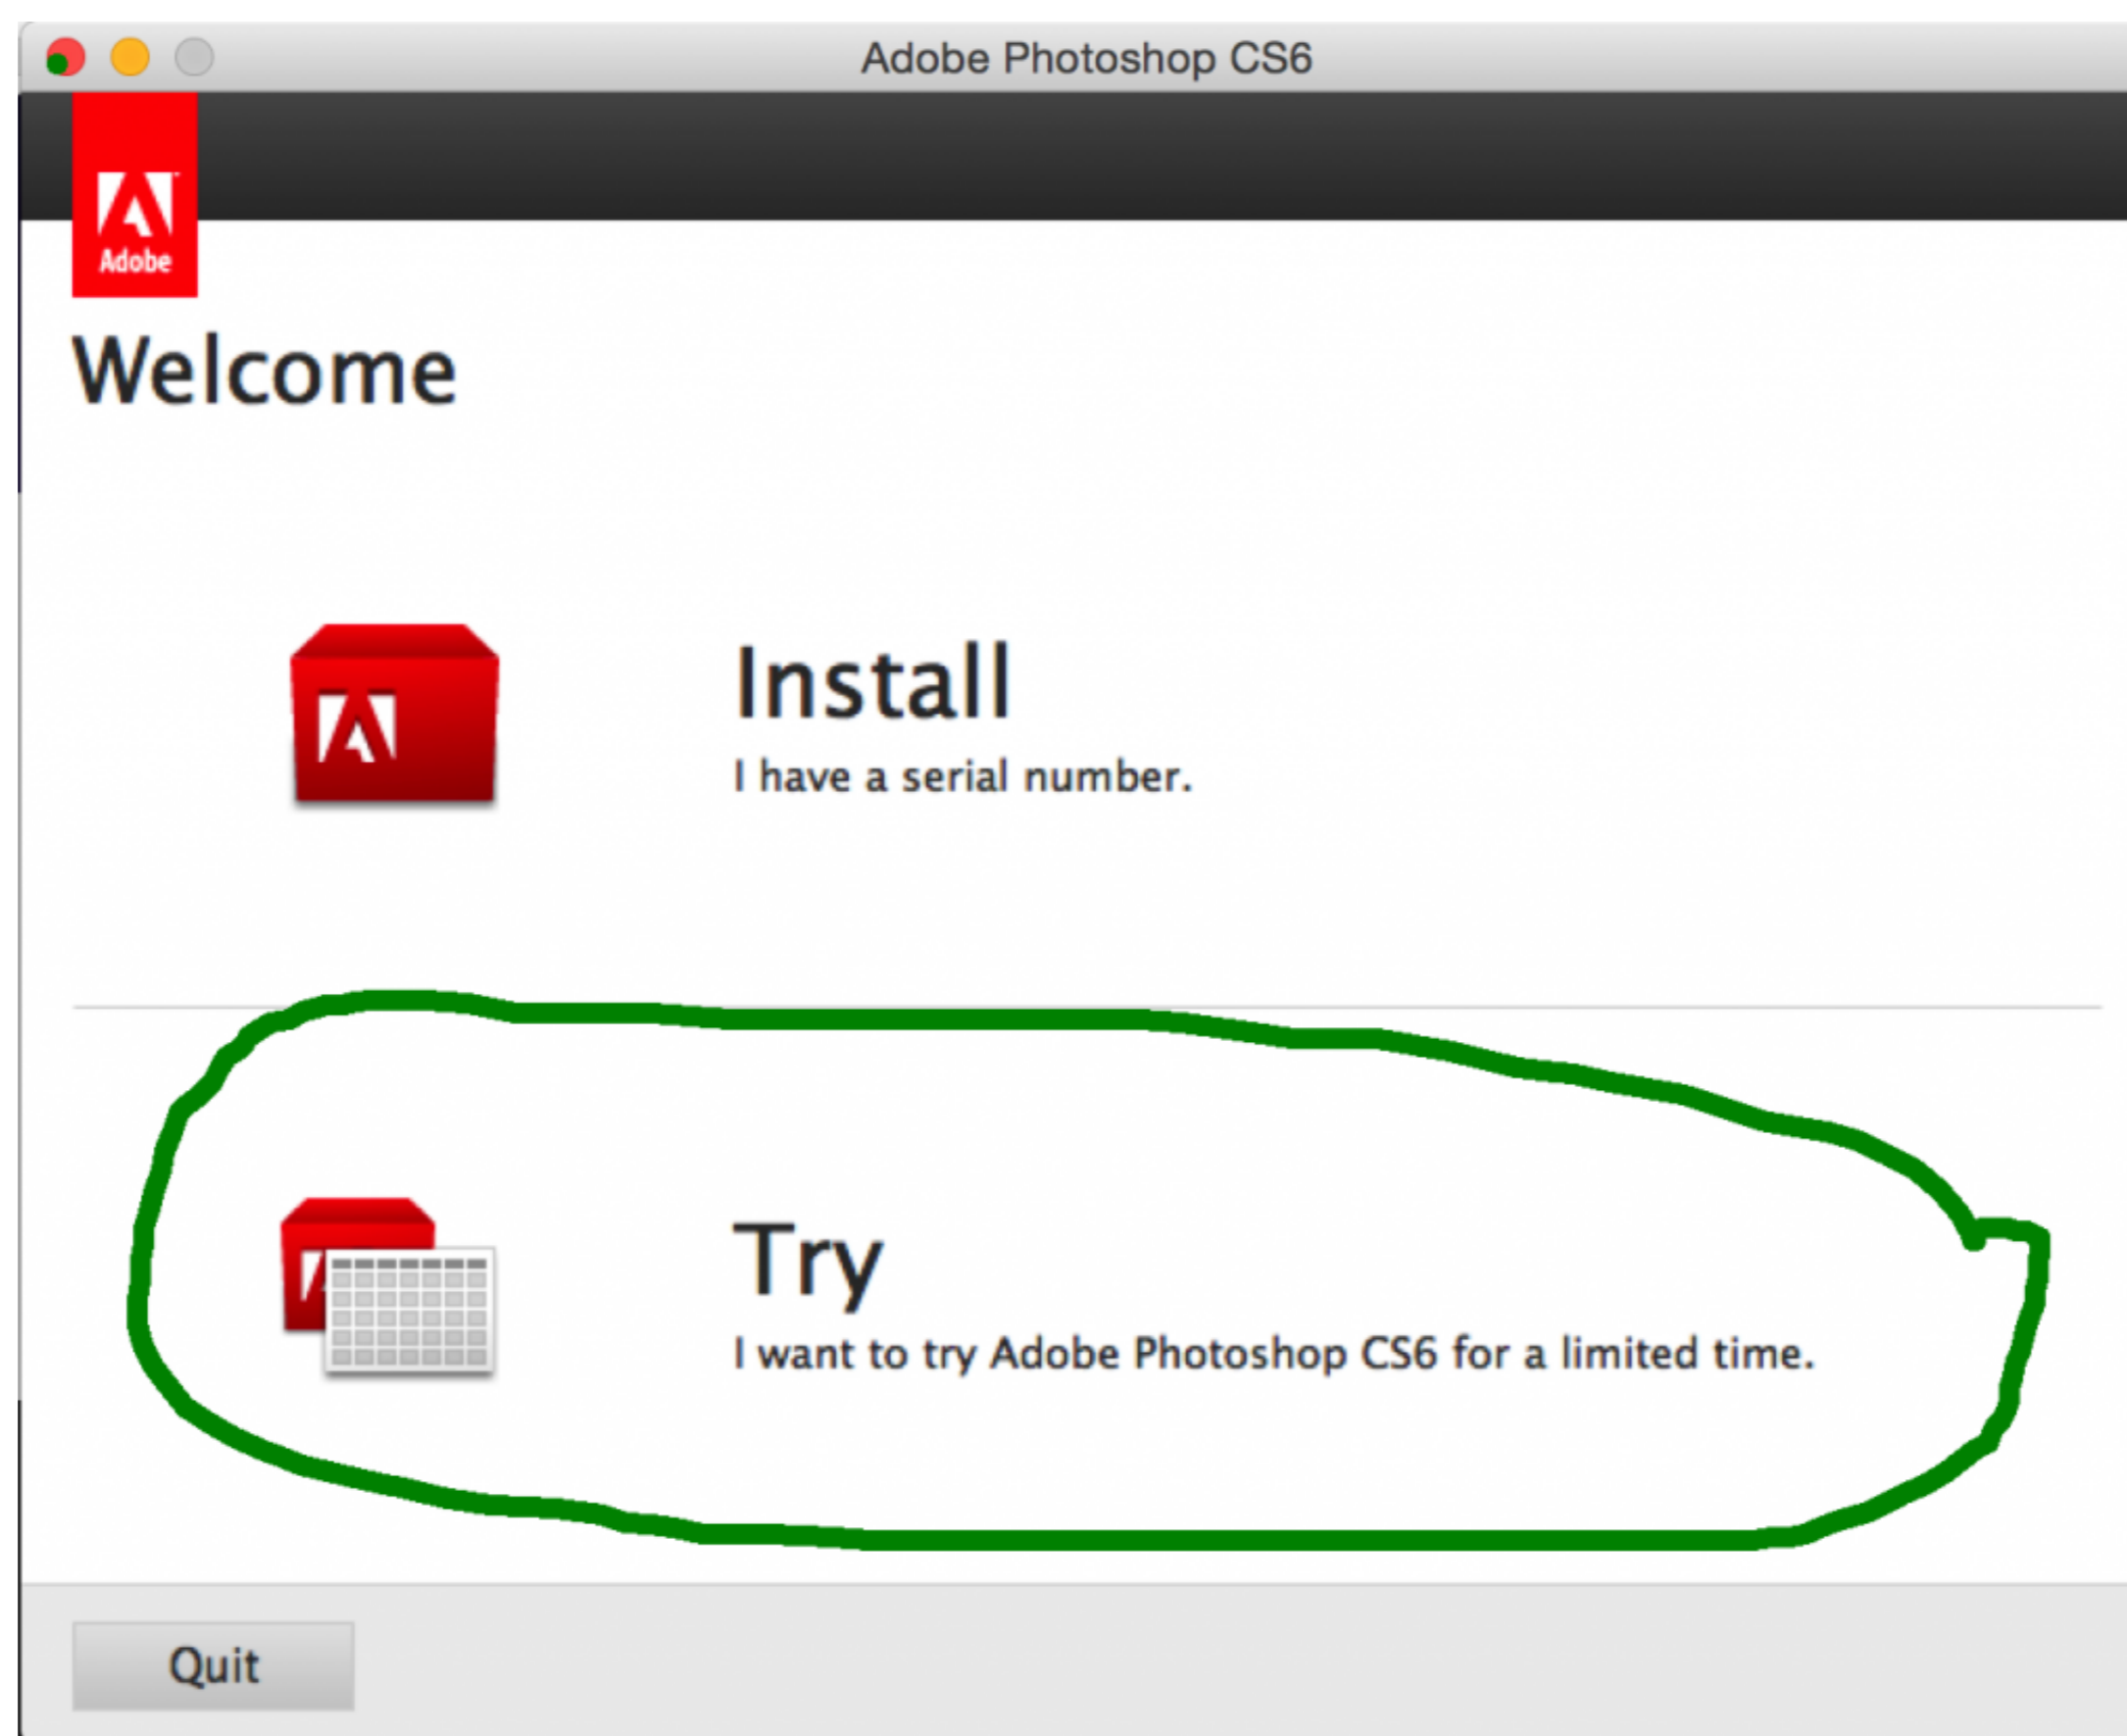 Adobe Photoshop CS6
Adobe
Welcome
Install
I have a serial number.
Try
I want to try Adobe Photoshop CS6 for a limited time.
Quit